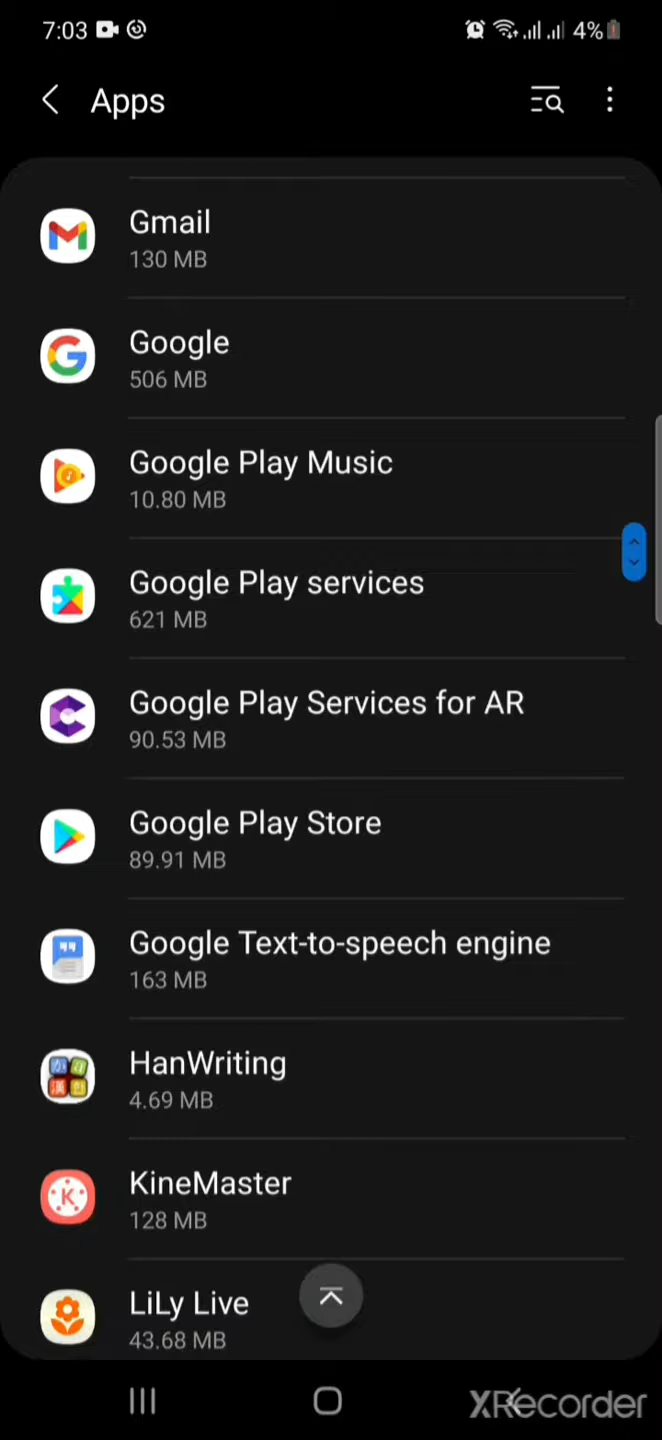 7:03
4%
Apps
Gmail
130 MB
Google
506 MB
Google Play Music
10.80 MB
Google Play services
621 MB
Google Play Services for AR
90.53 MB
Google Play Store
89.91 MB
Google Text-to-speech engine
163 MB
HanWriting
4.69 MB
KineMaster
128 MB
LiLy Live
43.68 MB
XRecorder